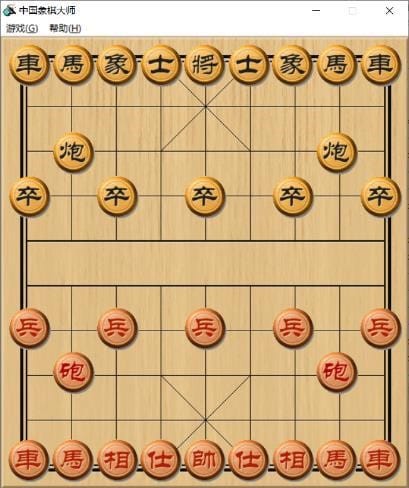 中国象棋大师
游戏(G) 帮助(H)
車馬象士將士象馬車
炮炮
卒卒卒卒卒
兵兵兵兵兵
砲砲
車馬相仕帥仕相馬車